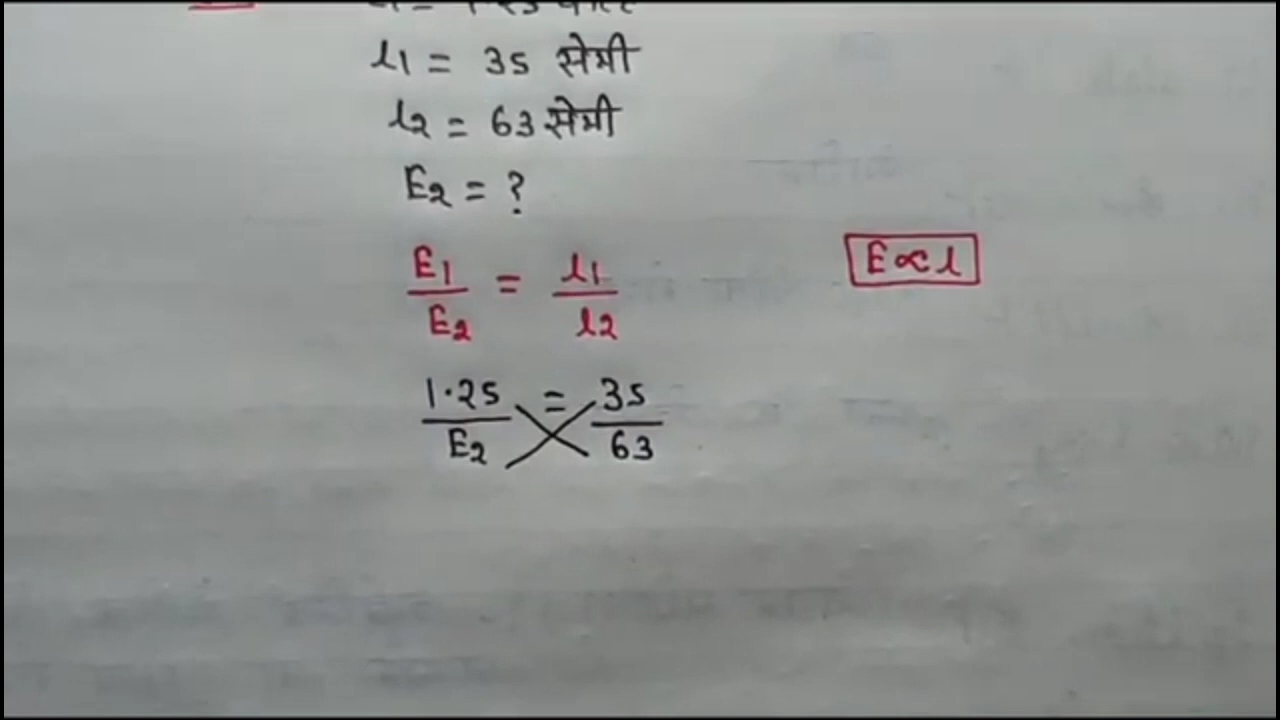 l1 = 35 सेमी
l2 = 63 सेमी
E2 = ?
E1/E2 = l1/l2
E ∝ l
1.25/E2 = 35/63